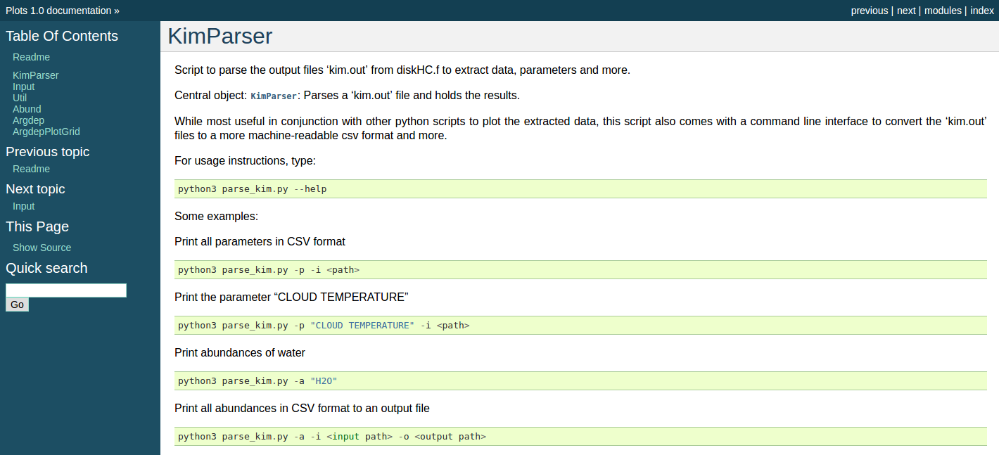 Plots 1.0 documentation »
previous | next | modules | index
Table Of Contents
Readme
KimParser
Input
Util
Abund
Argdep
ArgdepPlotGrid
Previous topic
Readme
Next topic
Input
This Page
Show Source
Quick search
Go
KimParser
Script to parse the output files ‘kim.out’ from diskHC.f to extract data, parameters and more.
Central object: KimParser: Parses a ‘kim.out’ file and holds the results.
While most useful in conjunction with other python scripts to plot the extracted data, this script also comes with a command line interface to convert the ‘kim.out’
files to a more machine-readable csv format and more.
For usage instructions, type:
python3 parse_kim.py --help
Some examples:
Print all parameters in CSV format
python3 parse_kim.py -p -i <path>
Print the parameter “CLOUD TEMPERATURE”
python3 parse_kim.py -p "CLOUD TEMPERATURE" -i <path>
Print abundances of water
python3 parse_kim.py -a "H2O"
Print all abundances in CSV format to an output file
python3 parse_kim.py -a -i <input path> -o <output path>